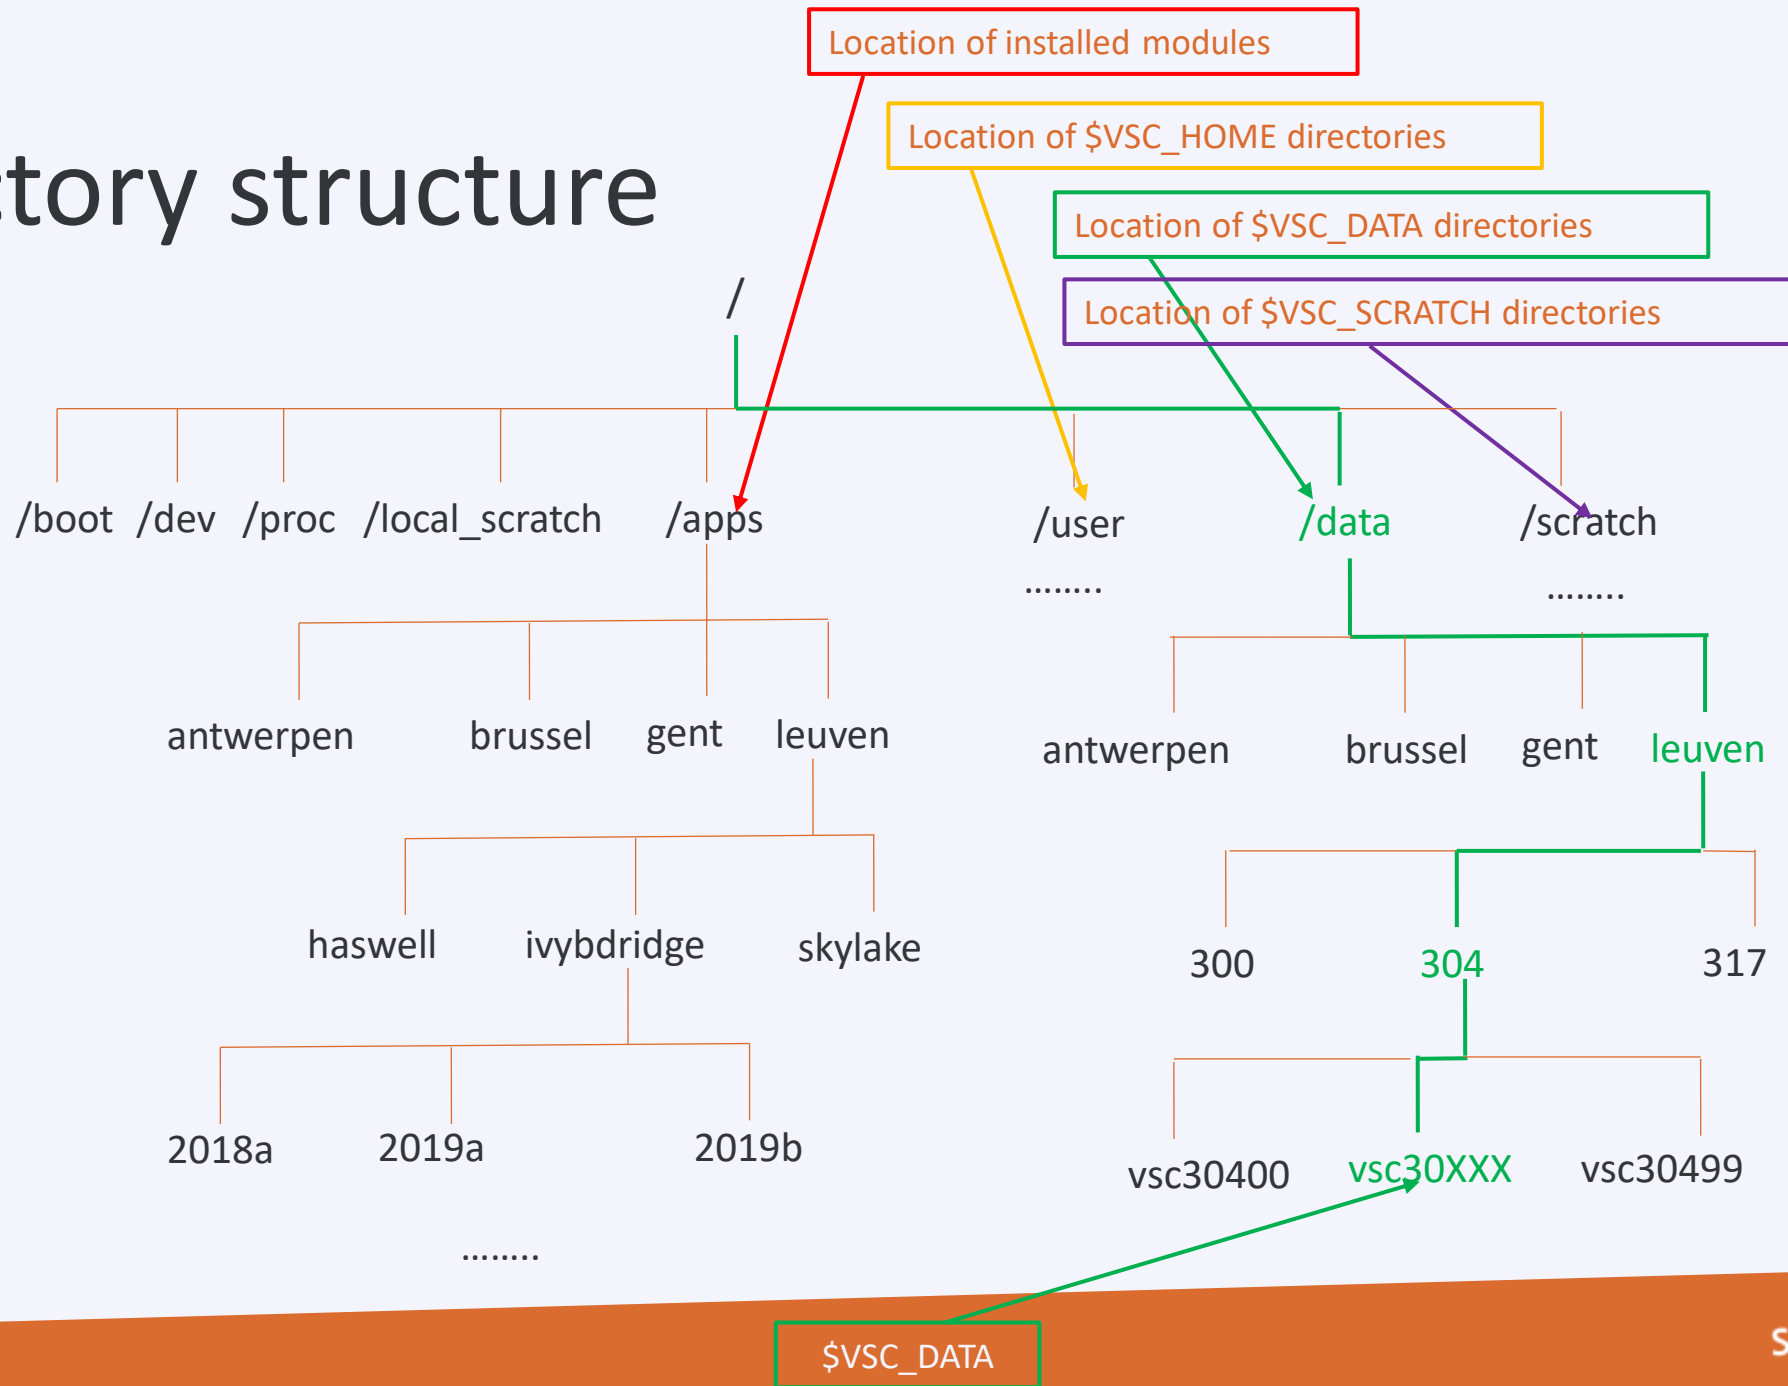 Location of installed modules
Location of $VSC_HOME directories
ctory structure
Location of $VSC_DATA directories
/
Location of $VSC_SCRATCH directories
/boot /dev /proc /local_scratch /apps /user /data /scratch
........ ........
antwerpen brussel gent leuven antwerpen brussel gent leuven
haswell ivybdridge skylake 300 304 317
2018a 2019a 2019b vsc30400 vsc30XXX vsc30499
........
$VSC_DATA
S